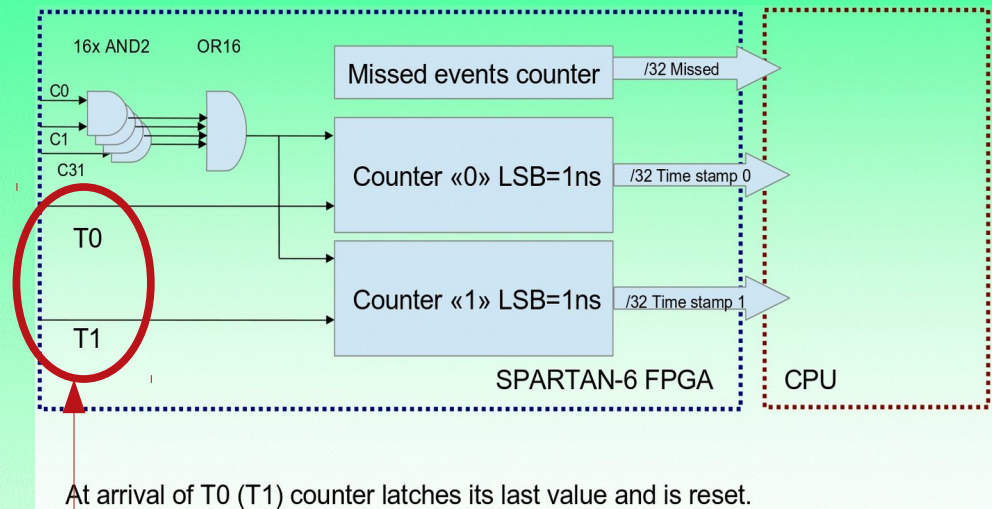 16x AND2
OR16
C0
C1
C31
T0
T1
Missed events counter
/32 Missed
Counter «0» LSB=1ns
/32 Time stamp 0
Counter «1» LSB=1ns
/32 Time stamp 1
SPARTAN-6 FPGA
CPU
At arrival of T0 (T1) counter latches its last value and is reset.